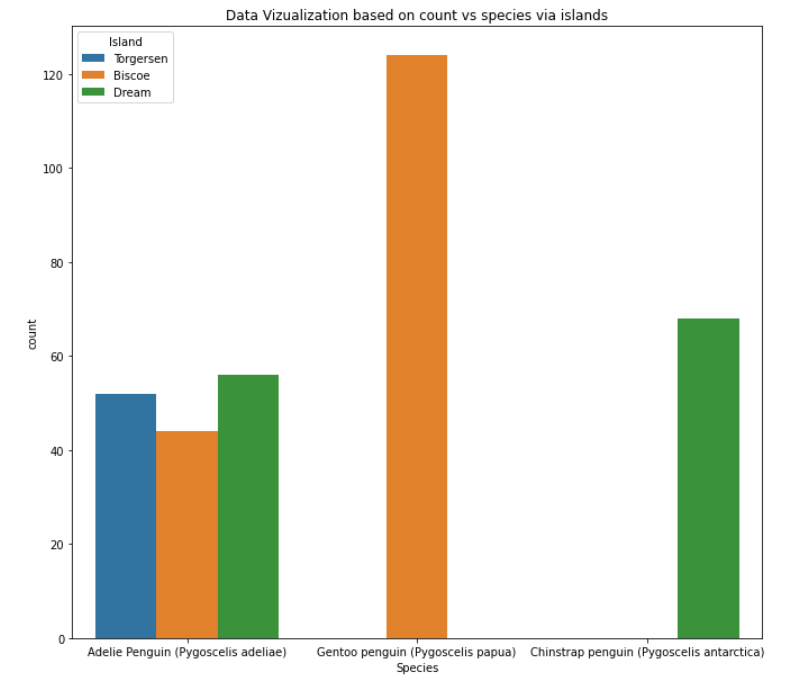 Data Vizualization based on count vs species via islands
Island
Torgersen
Biscoe
Dream
120
100
80
60
40
20
0
count
Adelie Penguin (Pygoscelis adeliae)
Gentoo penguin (Pygoscelis papua)
Chinstrap penguin (Pygoscelis antarctica)
Species